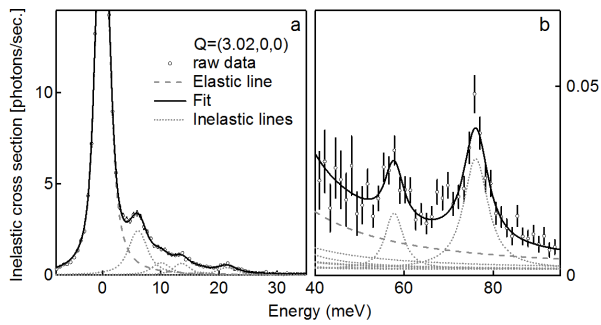 a
b
Q=(3.02,0,0)
raw data
Elastic line
Fit
Inelastic lines
Inelastic cross section [photons/sec.]
10
5
0
0.05
0
0
10
20
30
40
60
80
Energy (meV)